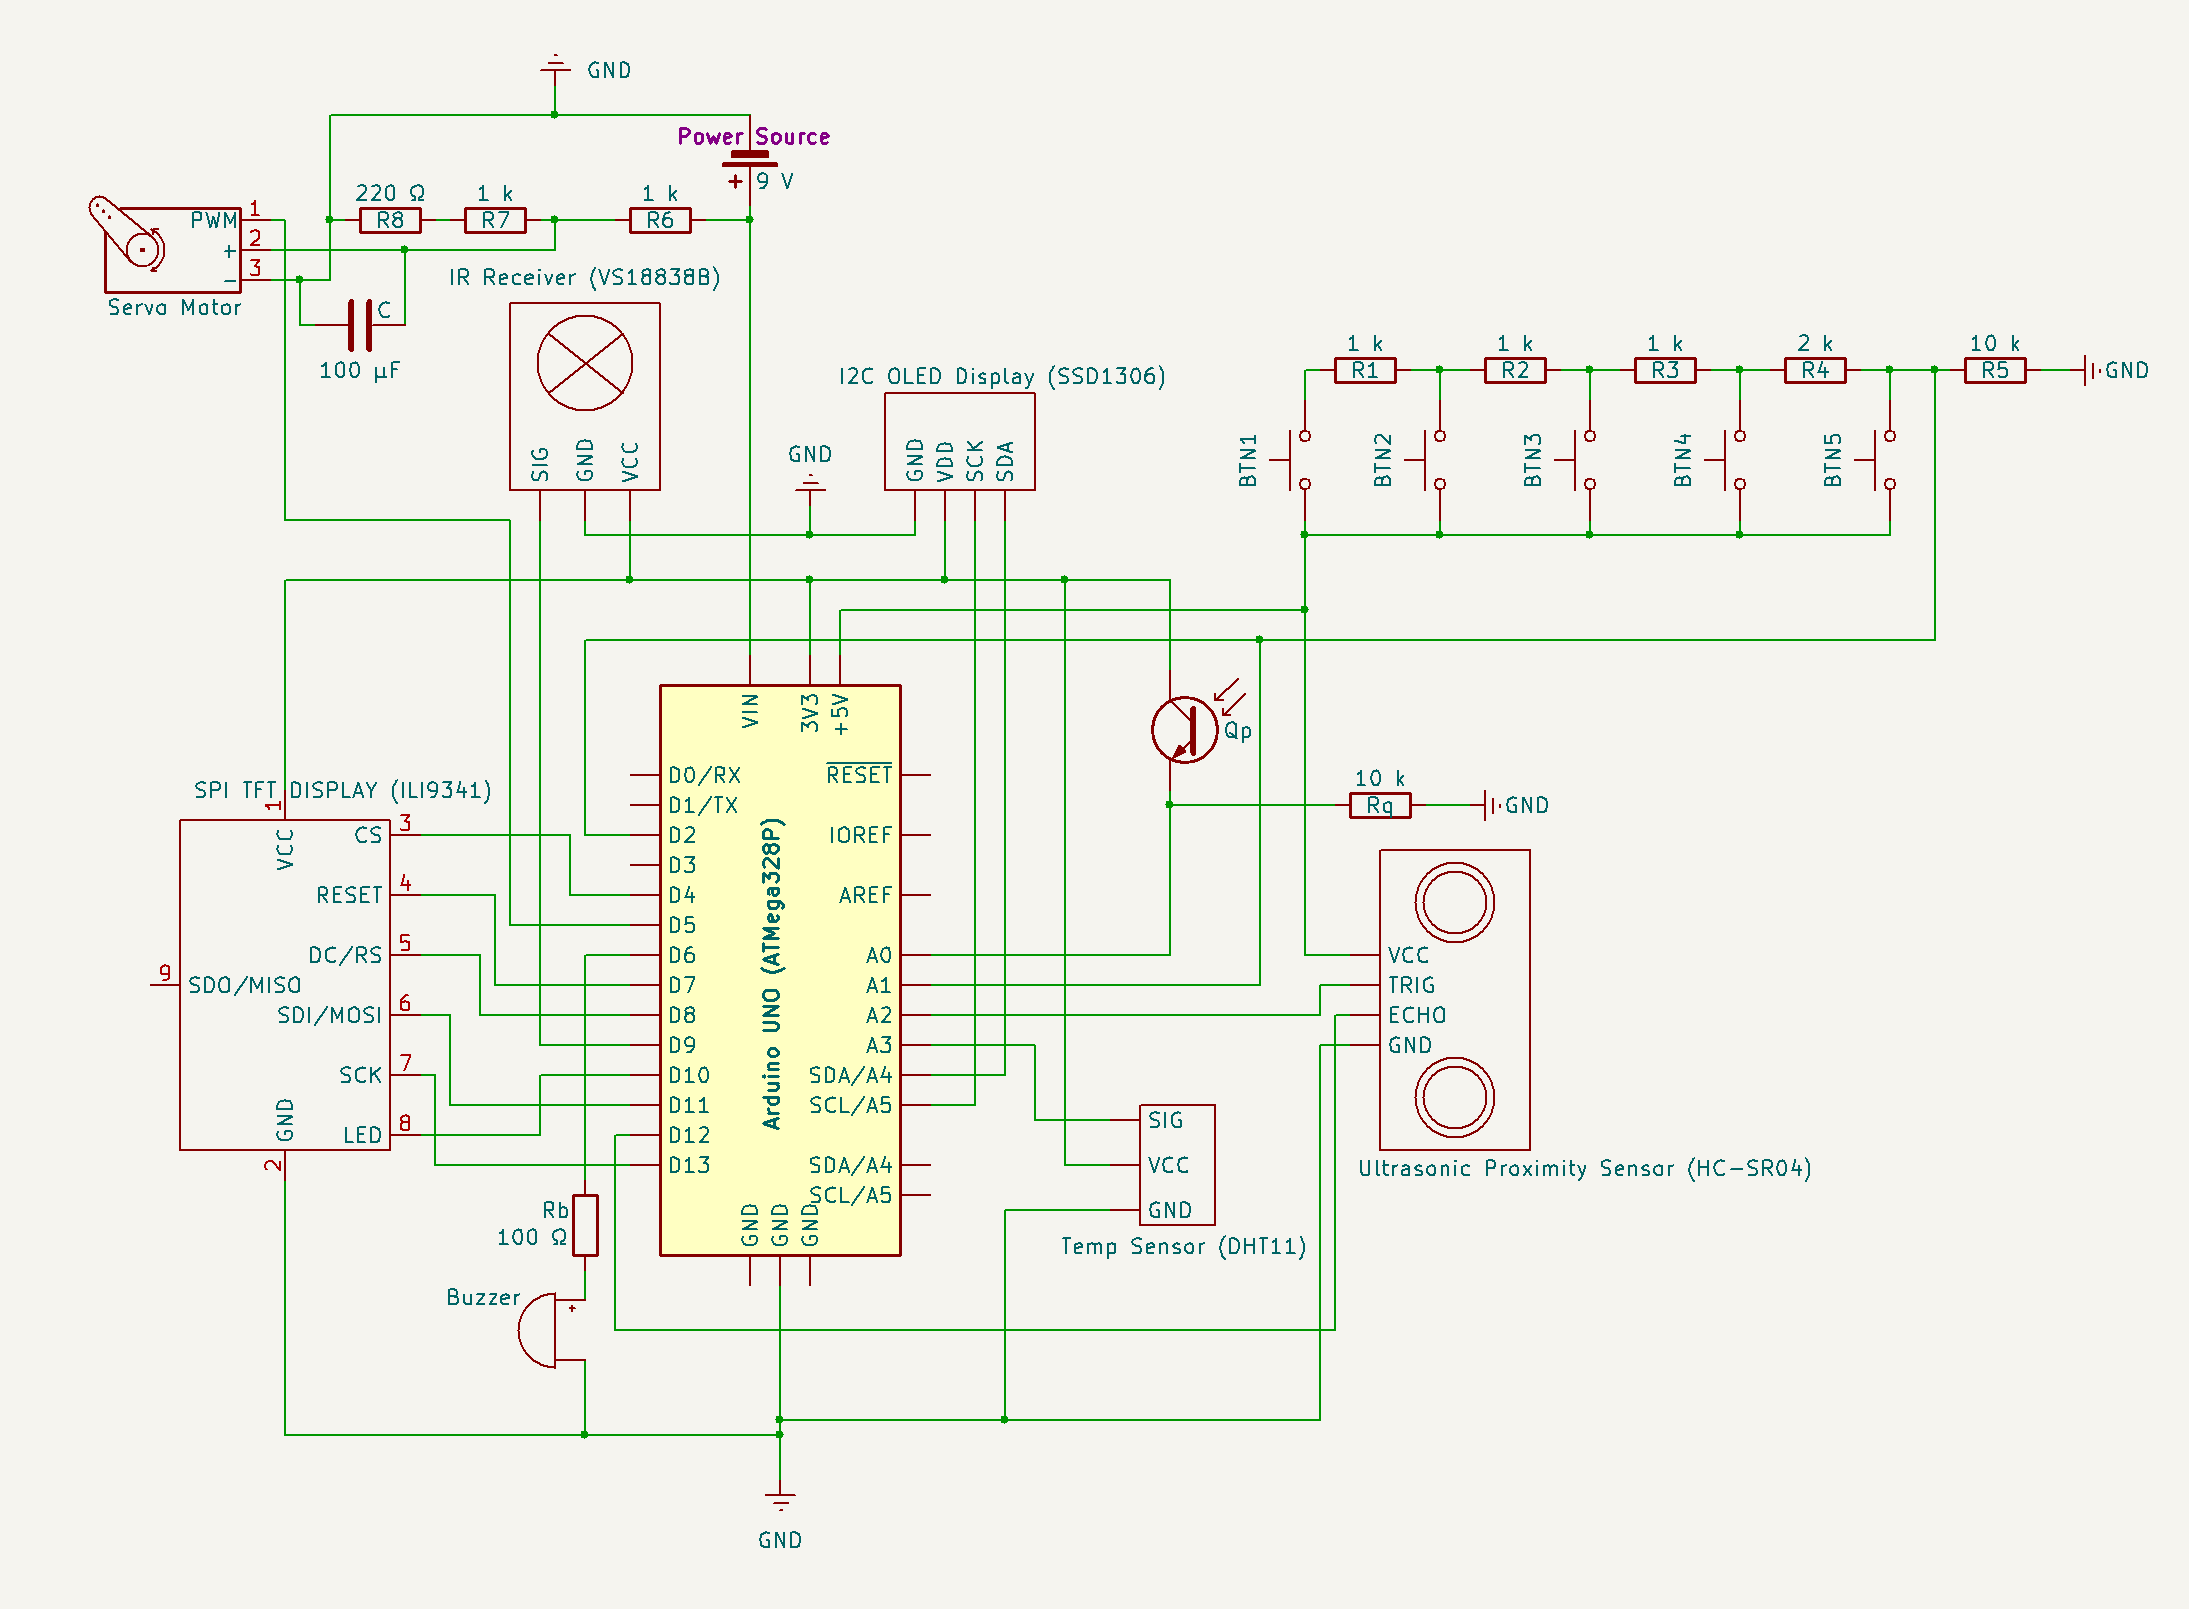 GND
Power Source
+ 9 V
220 Ω
1 k
1 k
R8
R7
R6
PWM
1
+
2
−
3
Servo Motor
C
100 µF
IR Receiver (VS18838B)
SIG
GND
VCC
GND
I2C OLED Display (SSD1306)
GND
VDD
SCK
SDA
1 k
1 k
1 k
2 k
10 k
R1
R2
R3
R4
R5
GND
BTN1
BTN2
BTN3
BTN4
BTN5
Qp
10 k
Rq
GND
SPI TFT DISPLAY (ILI9341)
1
VCC
CS
3
RESET
4
DC/RS
5
9
SDO/MISO
SDI/MOSI
6
SCK
7
LED
8
GND
2
VIN
3V3
+5V
D0/RX
D1/TX
D2
D3
D4
D5
D6
D7
D8
D9
D10
D11
D12
D13
Arduino UNO (ATMega328P)
RESET
IOREF
AREF
A0
A1
A2
A3
SDA/A4
SCL/A5
SDA/A4
SCL/A5
GND
GND
GND
VCC
TRIG
ECHO
GND
Ultrasonic Proximity Sensor (HC-SR04)
SIG
VCC
GND
Temp Sensor (DHT11)
Rb
100 Ω
Buzzer
+
GND